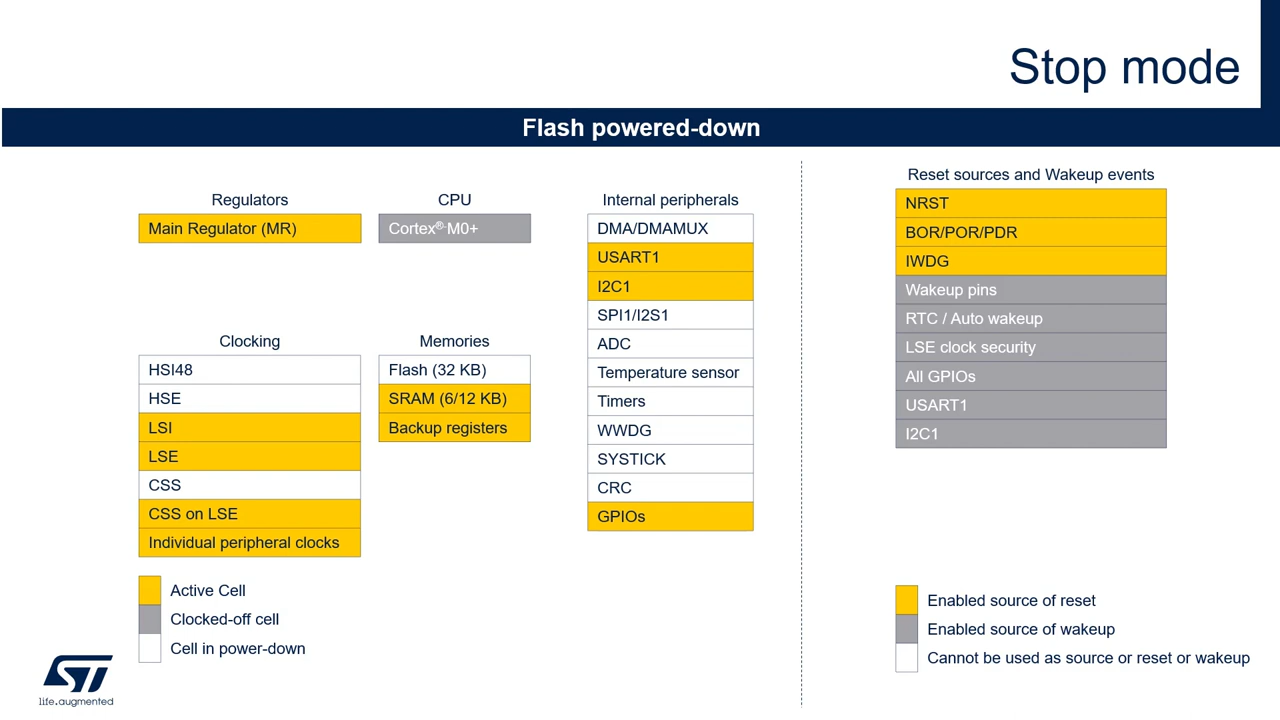 Stop mode
Flash powered-down
Regulators
Main Regulator (MR)
CPU
Cortex®-M0+
Clocking
HSI48
HSE
LSI
LSE
CSS
CSS on LSE
Individual peripheral clocks
Memories
Flash (32 KB)
SRAM (6/12 KB)
Backup registers
Internal peripherals
DMA/DMAMUX
USART1
I2C1
SPI1/I2S1
ADC
Temperature sensor
Timers
WWDG
SYSTICK
CRC
GPIOs
Active Cell
Clocked-off cell
Cell in power-down
Reset sources and Wakeup events
NRST
BOR/POR/PDR
IWDG
Wakeup pins
RTC / Auto wakeup
LSE clock security
All GPIOs
USART1
I2C1
Enabled source of reset
Enabled source of wakeup
Cannot be used as source or reset or wakeup
ST
life.augmented